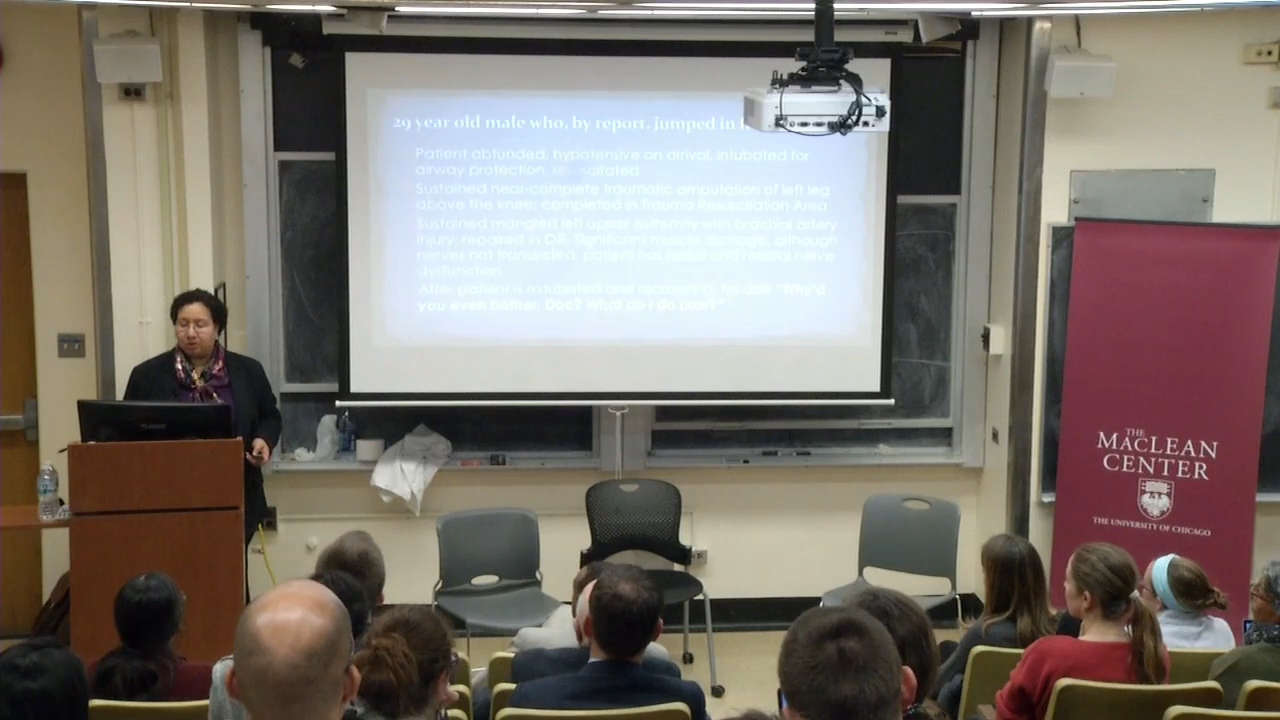 29 year old male who, by report, jumped in
Patient obtunded, hypotensive on arrival, intubated for
airway protection, resuscitated
Sustained near-complete traumatic amputation of left leg
above the knee; completed in Trauma Resuscitation Area
Sustained mangled left upper extremity with brachial artery
injury; repaired in OR. Significant muscle damage, although
nerves not transected, patient has and nerve
dysfunction
After patient is extubated and recovering, he asks "Why'd
you even bother, Doc? What do I do now?"
THE
MACLEAN
CENTER
THE UNIVERSITY OF CHICAGO